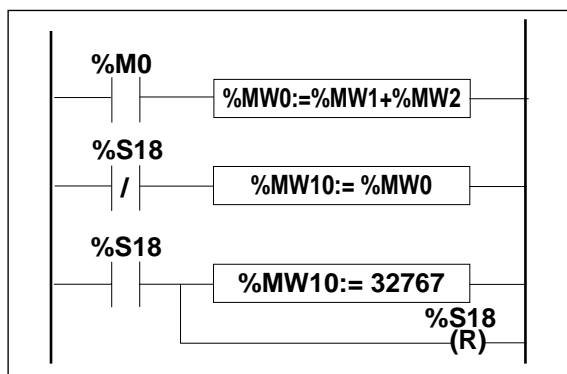 %M0
%MW0:=%MW1+%MW2
%S18
/
%MW10:= %MW0
%S18
%MW10:= 32767
%S18
(R)